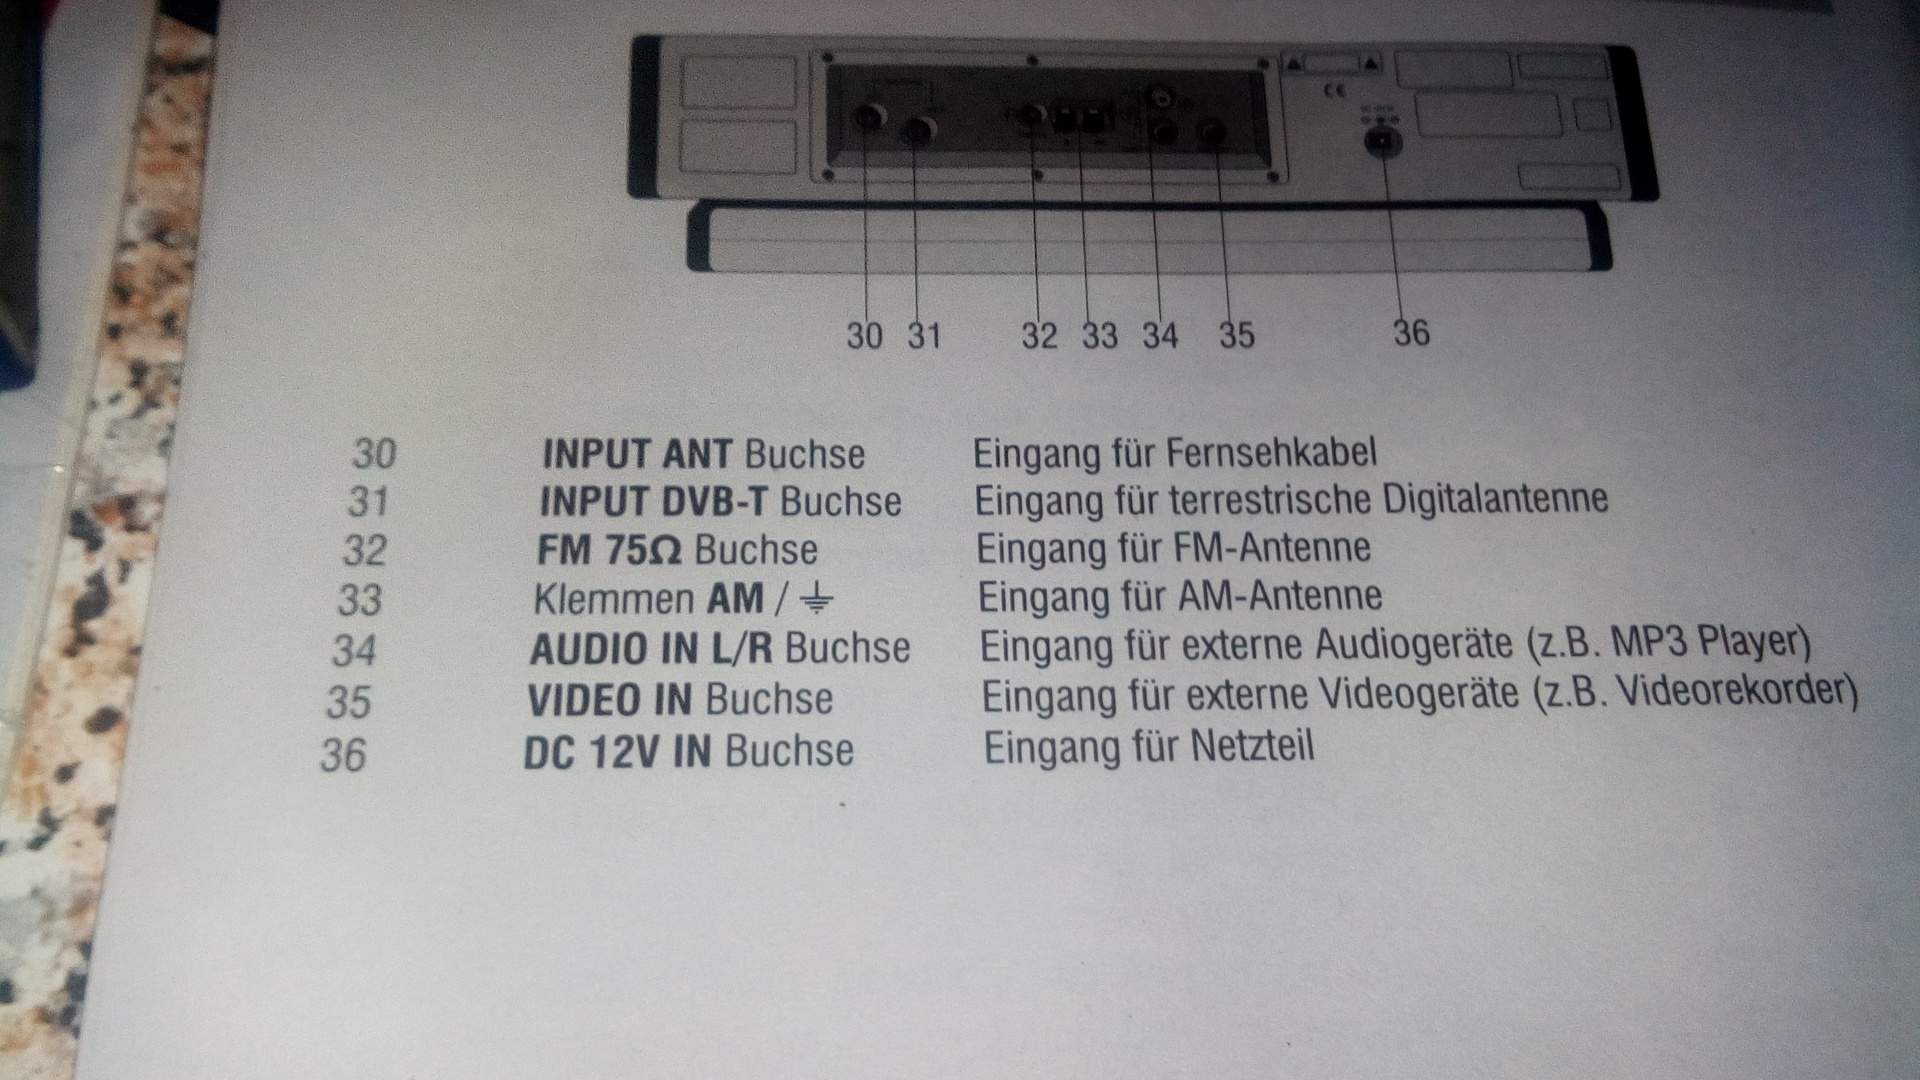 CE
30 31 32 33 34 35 36
30 INPUT ANT Buchse Eingang für Fernsehkabel
31 INPUT DVB-T Buchse Eingang für terrestrische Digitalantenne
32 FM 75Ω Buchse Eingang für FM-Antenne
33 Klemmen AM / ⏚ Eingang für AM-Antenne
34 AUDIO IN L/R Buchse Eingang für externe Audiogeräte (z.B. MP3 Player)
35 VIDEO IN Buchse Eingang für externe Videogeräte (z.B. Videorekorder)
36 DC 12V IN Buchse Eingang für Netzteil